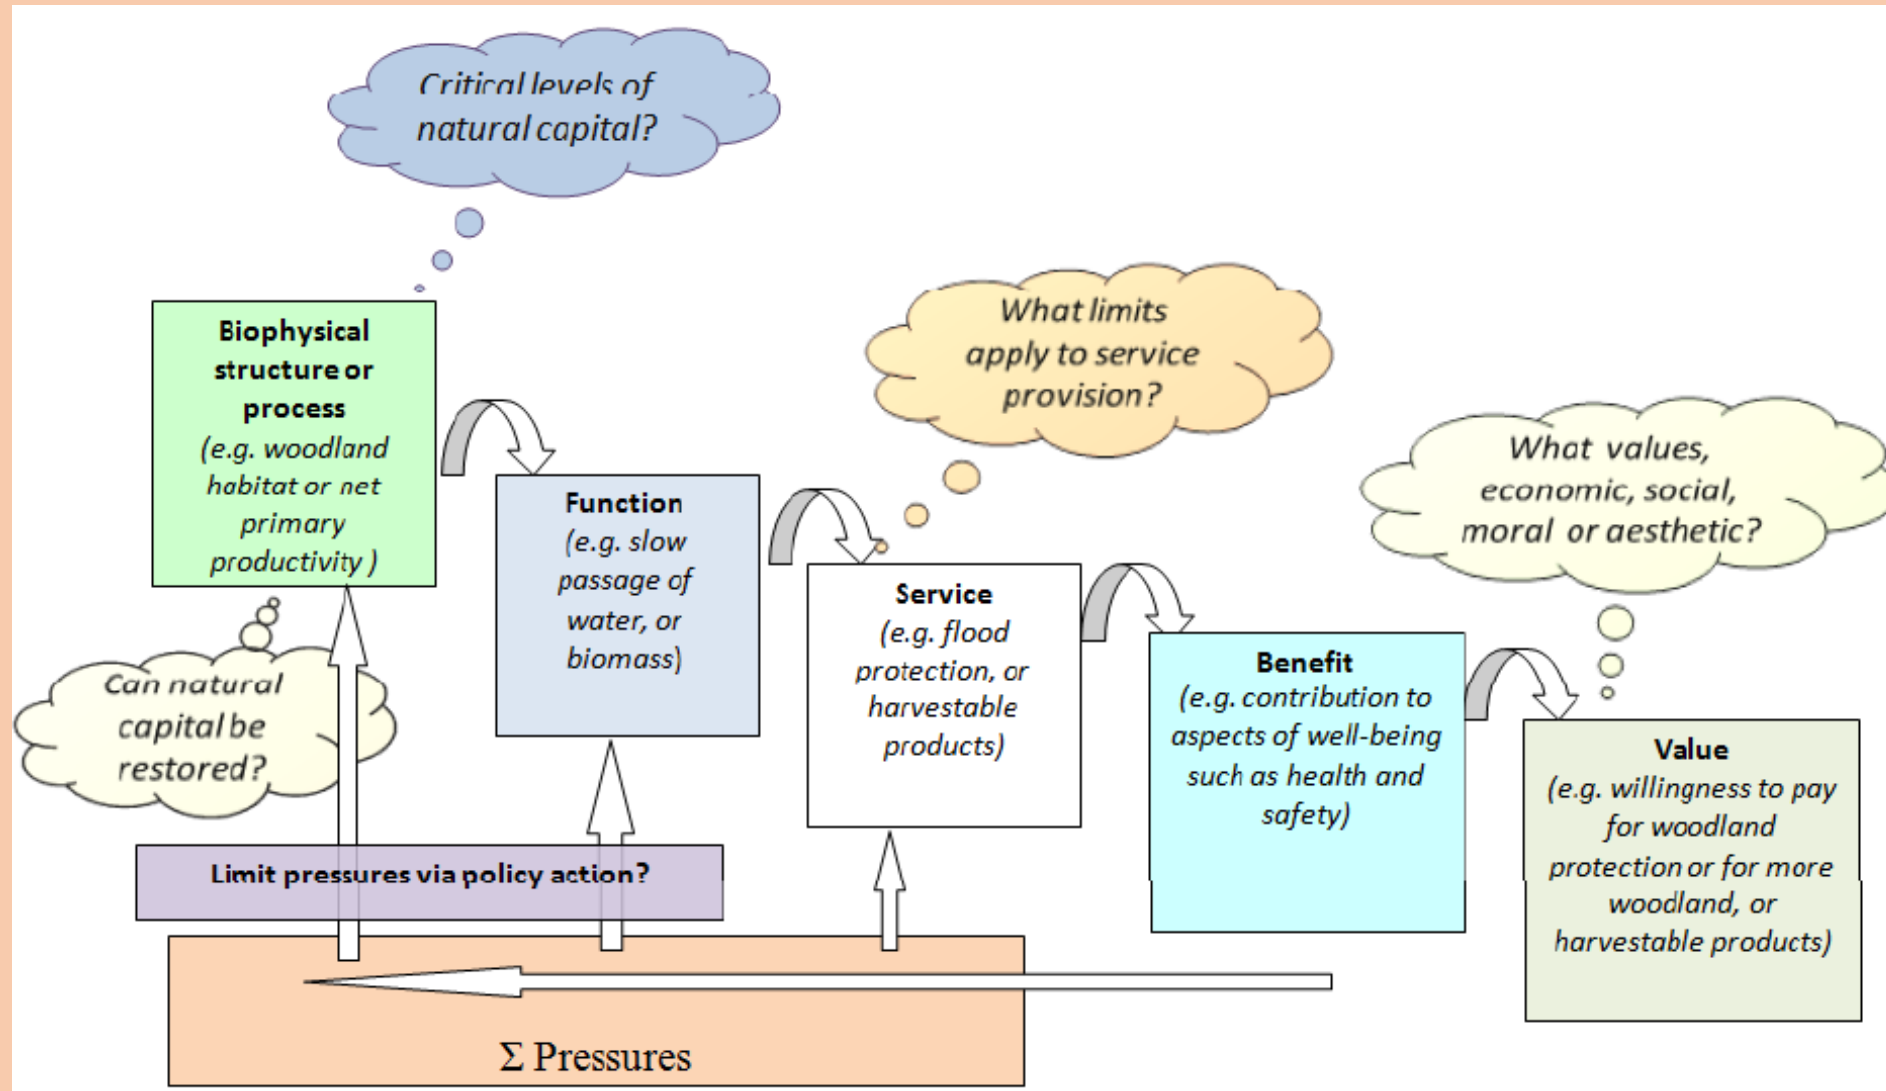 Critical levels of
natural capital?
Biophysical
structure or
process
(e.g. woodland
habitat or net
primary
productivity )
What limits
apply to service
provision?
Function
(e.g. slow
passage of
water, or
biomass)
What values,
economic, social,
moral or aesthetic?
Service
(e.g. flood
protection, or
harvestable
products)
Can natural
capital be
restored?
Benefit
(e.g. contribution to
aspects of well-being
such as health and
safety)
Value
(e.g. willingness to pay
for woodland
protection or for more
woodland, or
harvestable products)
Limit pressures via policy action?
Σ Pressures